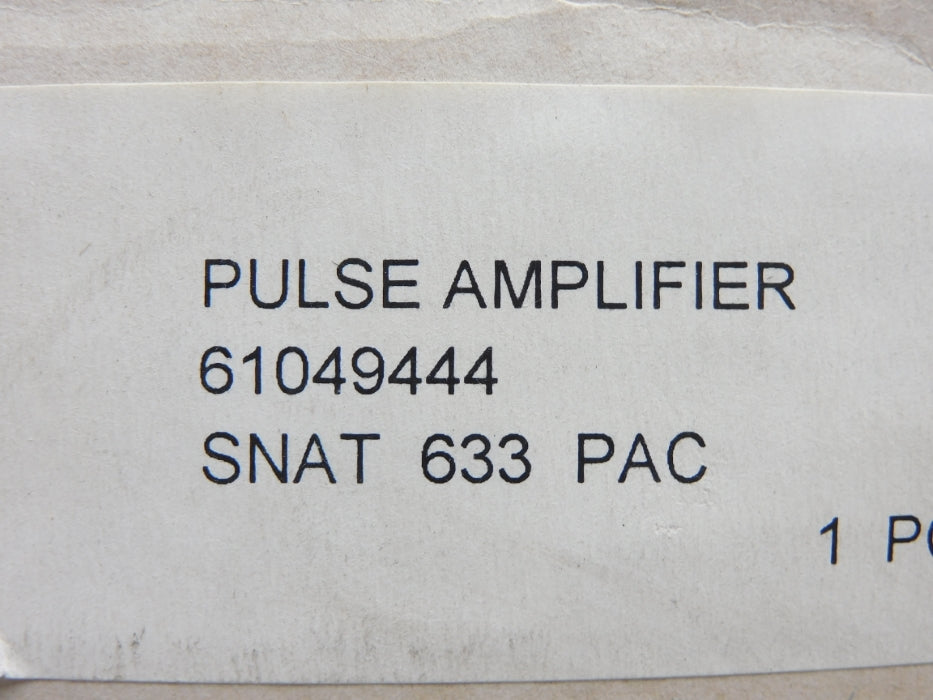 PULSE AMPLIFIER
61049444
SNAT 633 PAC
1